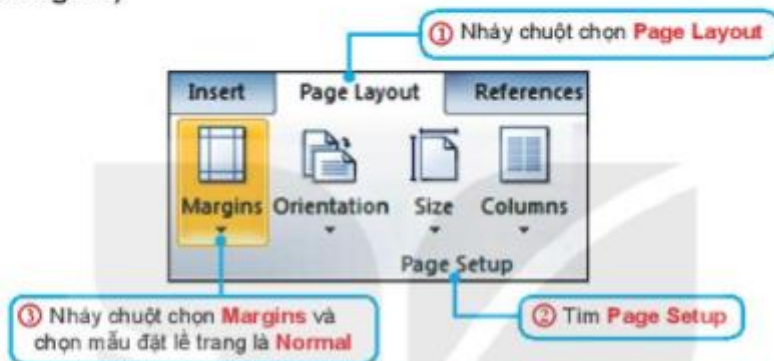 ① Nháy chuột chọn Page Layout
Insert Page Layout References
Margins Orientation Size Columns
Page Setup
③ Nháy chuột chọn Margins và
chọn mẫu đặt lề trang là Normal
② Tìm Page Setup